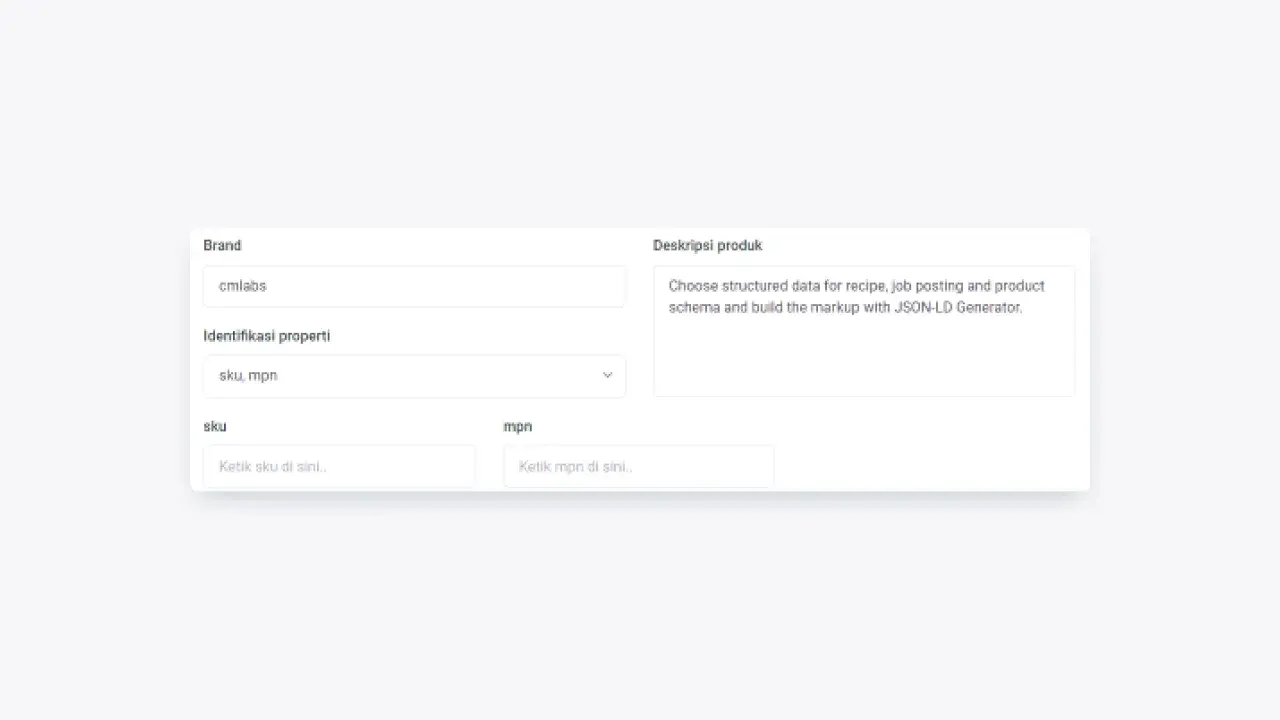 Brand
cmlabs
Identifikasi properti
sku, mpn
sku
Ketik sku di sini..
mpn
Ketik mpn di sini..
Deskripsi produk
Choose structured data for recipe, job posting and product
schema and build the markup with JSON-LD Generator.